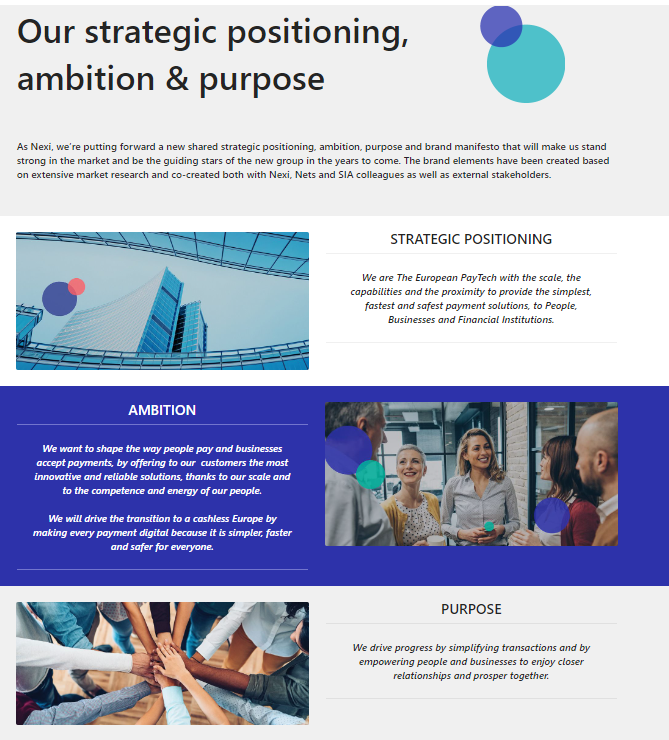 Our strategic positioning,
ambition & purpose
As Nexi, we're putting forward a new shared strategic positioning, ambition, purpose and brand manifesto that will make us stand
strong in the market and be the guiding stars of the new group in the years to come. The brand elements have been created based
on extensive market research and co-created both with Nexi, Nets and SIA colleagues as well as external stakeholders.
STRATEGIC POSITIONING
We are The European PayTech with the scale, the
capabilities and the proximity to provide the simplest,
fastest and safest payment solutions, to People,
Businesses and Financial Institutions.
AMBITION
We want to shape the way people pay and businesses
accept payments, by offering to our  customers the most
innovative and reliable solutions, thanks to our scale and
to the competence and energy of our people.
We will drive the transition to a cashless Europe by
making every payment digital because it is simpler, faster
and safer for everyone.
PURPOSE
We drive progress by simplifying transactions and by
empowering people and businesses to enjoy closer
relationships and prosper together.